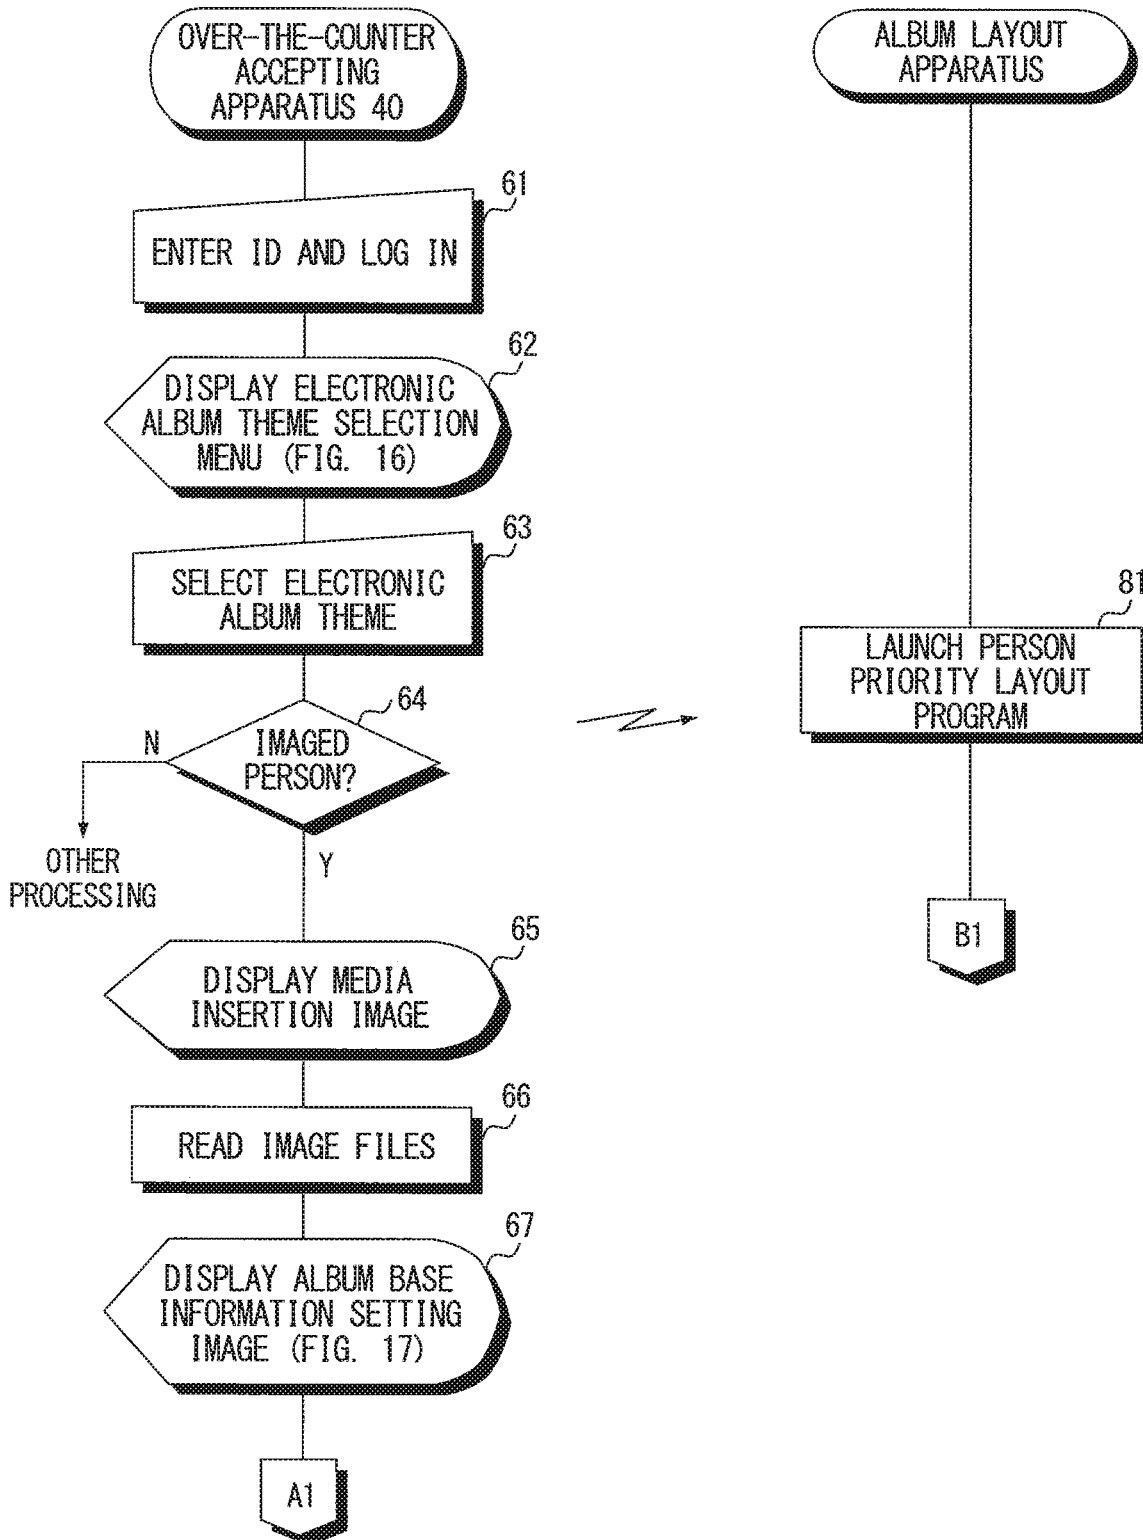 OVER-THE-COUNTER
ACCEPTING
APPARATUS 40
61
ENTER ID AND LOG IN
62
DISPLAY ELECTRONIC
ALBUM THEME SELECTION
MENU (FIG. 16)
63
SELECT ELECTRONIC
ALBUM THEME
64
IMAGED
PERSON?
N
OTHER
PROCESSING
Y
65
DISPLAY MEDIA
INSERTION IMAGE
66
READ IMAGE FILES
67
DISPLAY ALBUM BASE
INFORMATION SETTING
IMAGE (FIG. 17)
A1
ALBUM LAYOUT
APPARATUS
81
LAUNCH PERSON
PRIORITY LAYOUT
PROGRAM
B1